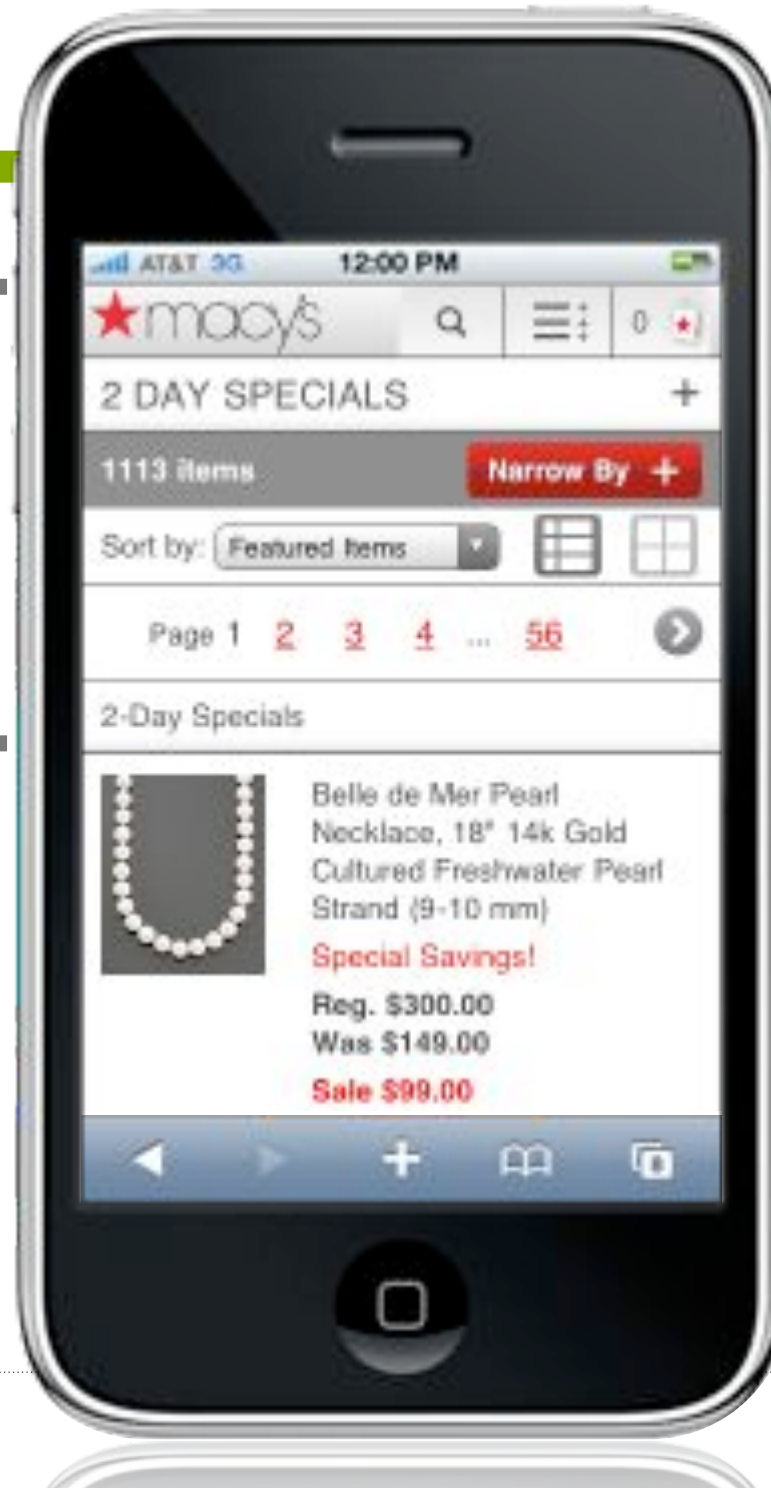 AT&T 3G 12:00 PM
macy's 0
2 DAY SPECIALS +
1113 items Narrow By +
Sort by: Featured Items
Page 1 2 3 4 ... 56
2-Day Specials
Belle de Mer Pearl
Necklace, 18" 14k Gold
Cultured Freshwater Pearl
Strand (9-10 mm)
Special Savings!
Reg. $300.00
Was $149.00
Sale $99.00